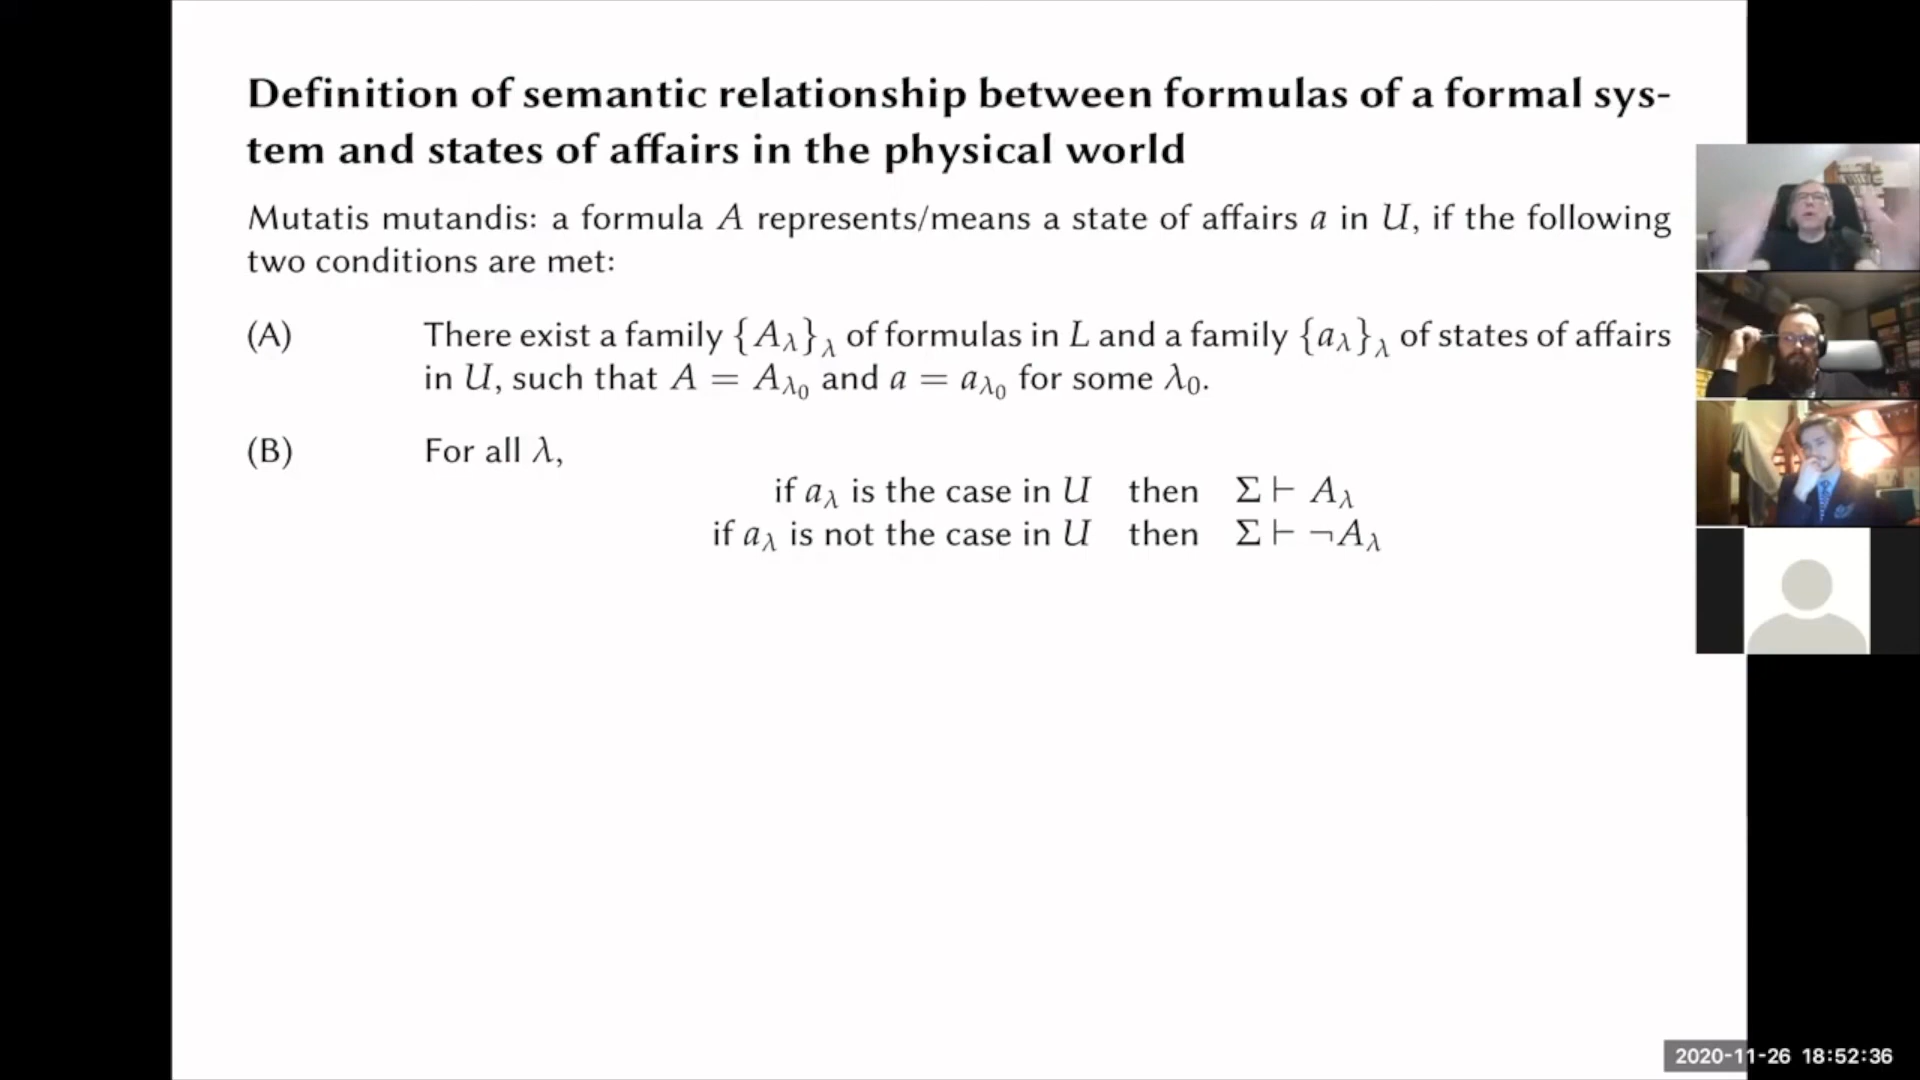 Definition of semantic relationship between formulas of a formal sys-
tem and states of affairs in the physical world
Mutatis mutandis: a formula A represents/means a state of affairs a in U, if the following
two conditions are met:
(A) There exist a family {A_λ}_λ of formulas in L and a family {a_λ}_λ of states of affairs
in U, such that A = A_λ₀ and a = a_λ₀ for some λ₀.
(B) For all λ,
if a_λ is the case in U then Σ ⊢ A_λ
if a_λ is not the case in U then Σ ⊢ ¬A_λ
2020-11-26 18:52:36